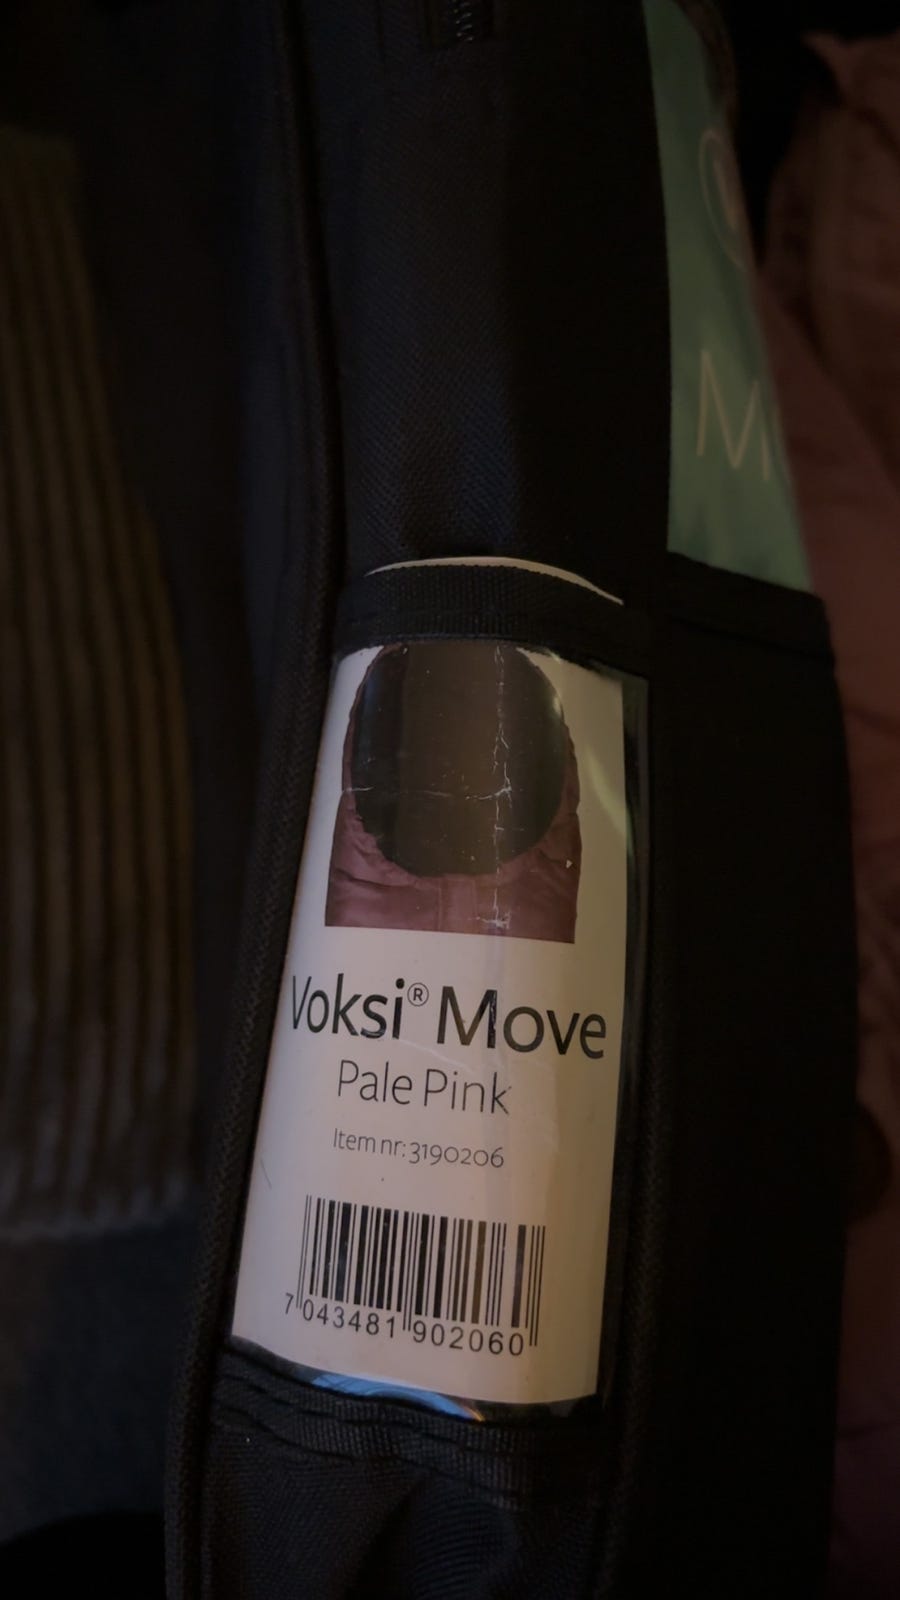 M
Voksi® Move
Pale Pink
Item nr: 3190206
7 043481 902060